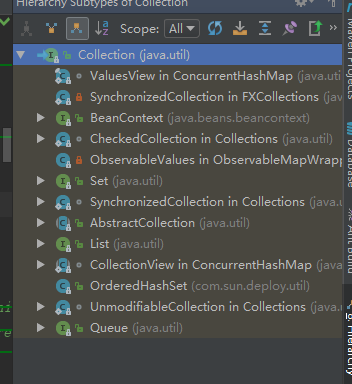 Hierarchy Subtypes of Collection
Scope: All
Collection (java.util)
ValuesView in ConcurrentHashMap (java.uti
SynchronizedCollection in FXCollections (
BeanContext (java.beans.beancontext)
CheckedCollection in Collections (java.util)
ObservableValues in ObservableMapWrapp
Set (java.util)
SynchronizedCollection in Collections (java.u
AbstractCollection (java.util)
List (java.util)
CollectionView in ConcurrentHashMap (java.u
OrderedHashSet (com.sun.deploy.util)
UnmodifiableCollection in Collections (java.u
Queue (java.util)
Maven Projects
Database
Ant Build
Hierarchy